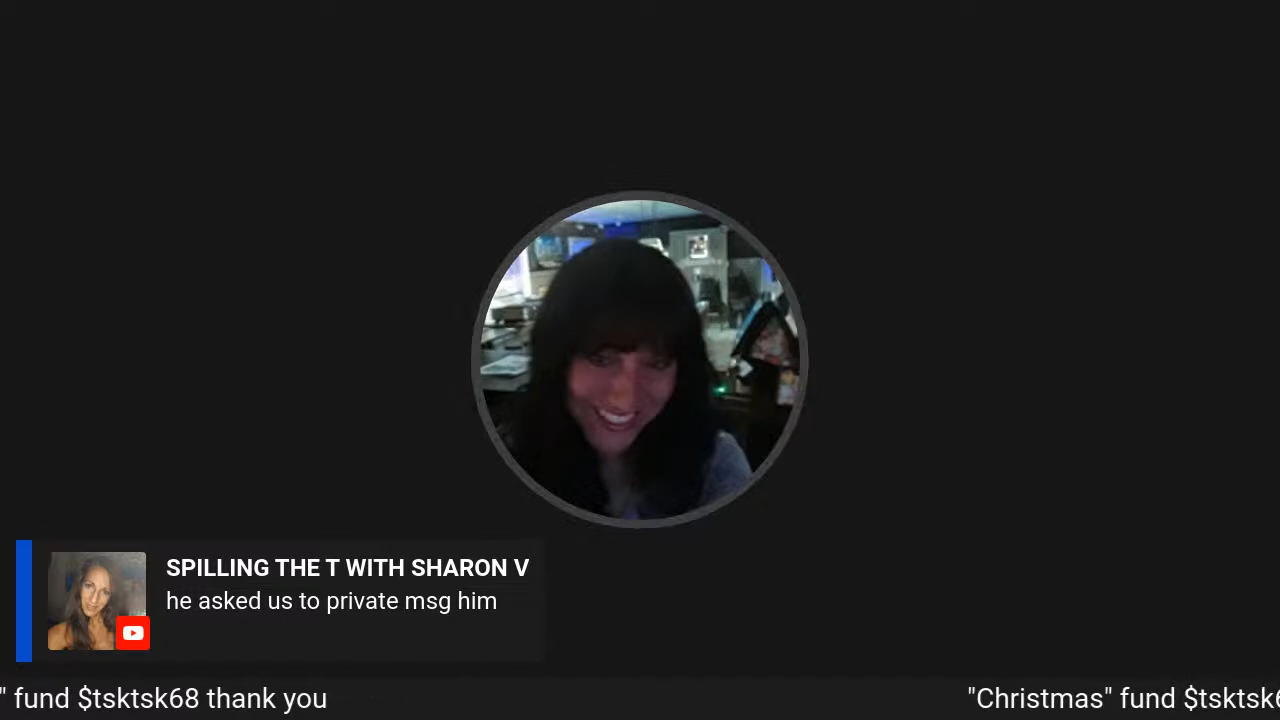 SPILLING THE T WITH SHARON V
he asked us to private msg him
" fund $tsktsk68 thank you
"Christmas" fund $tsktsk6